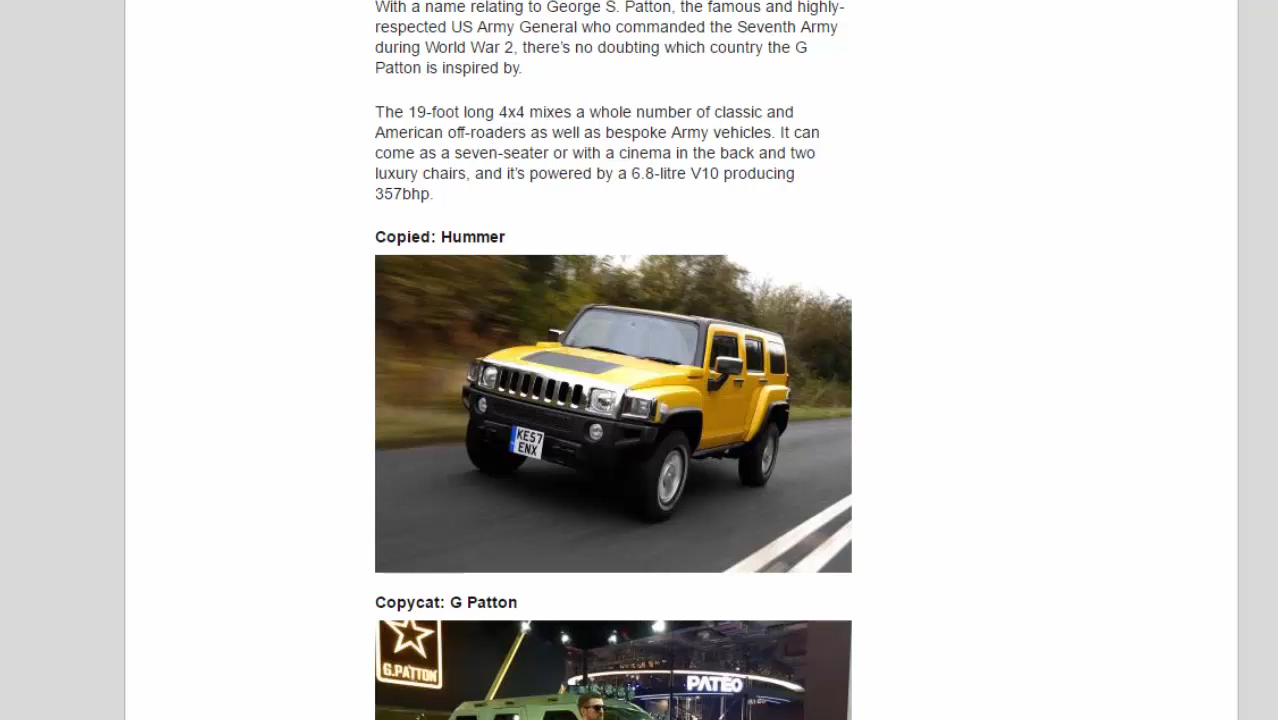 With a name relating to George S. Patton, the famous and highly-
respected US Army General who commanded the Seventh Army
during World War 2, there's no doubting which country the G
Patton is inspired by.
The 19-foot long 4x4 mixes a whole number of classic and
American off-roaders as well as bespoke Army vehicles. It can
come as a seven-seater or with a cinema in the back and two
luxury chairs, and it's powered by a 6.8-litre V10 producing
357bhp.
Copied: Hummer
KE57
ENX
Copycat: G Patton
G.PATTON
PATEO